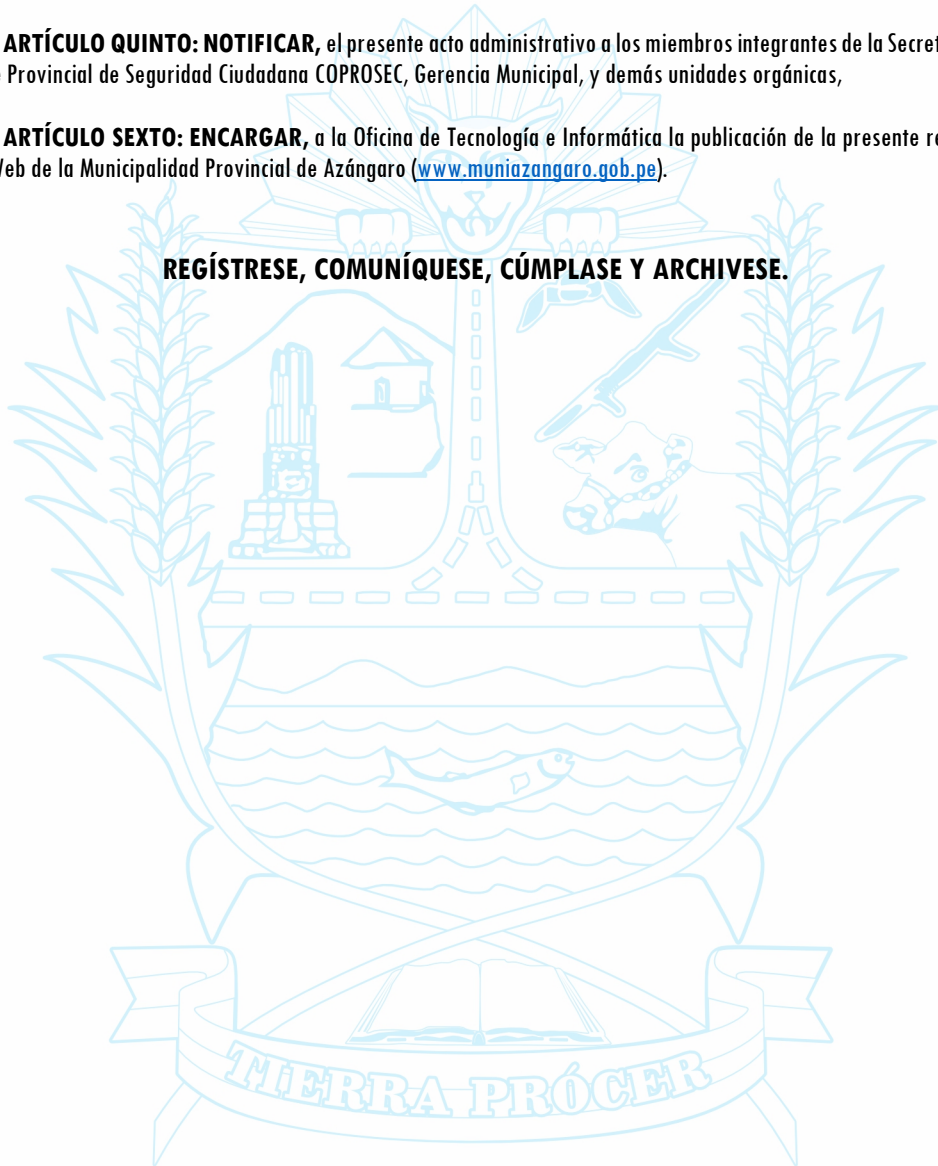 ARTÍCULO QUINTO: NOTIFICAR, el presente acto administrativo a los miembros integrantes de la Secret
Provincial de Seguridad Ciudadana COPROSEC, Gerencia Municipal, y demás unidades orgánicas,
ARTÍCULO SEXTO: ENCARGAR, a la Oficina de Tecnología e Informática la publicación de la presente re
Web de la Municipalidad Provincial de Azángaro (www.muniazangaro.gob.pe).
REGÍSTRESE, COMUNÍQUESE, CÚMPLASE Y ARCHIVESE.
TIERRA PRÓCER